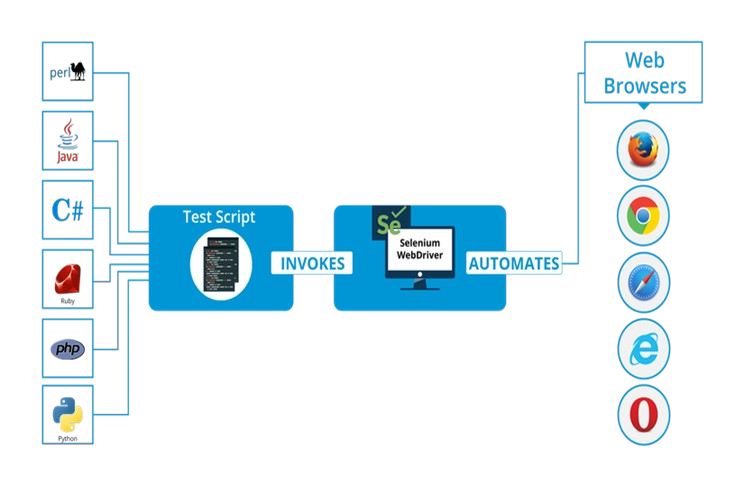 perl
Java
C#
Ruby
php
Python
Test Script
INVOKES
Se
Selenium
WebDriver
AUTOMATES
Web
Browsers